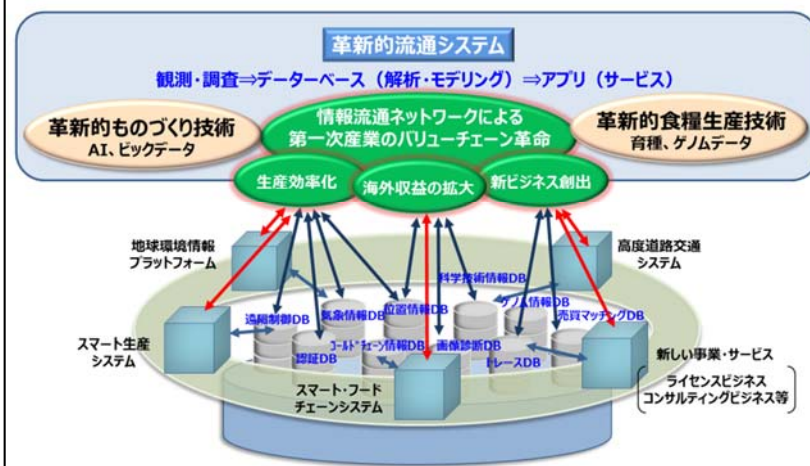 革新的流通システム
観測・調査⇒データーベース（解析・モデリング）⇒アプリ（サービス）
革新的ものづくり技術
AI、ビックデータ
情報流通ネットワークによる
第一次産業のバリューチェーン革命
革新的食糧生産技術
育種、ゲノムデータ
生産効率化
海外収益の拡大
新ビジネス創出
地球環境情報
プラットフォーム
高度道路交通
システム
科学技術情報DB
ゲノム情報DB
位置情報DB
気象情報DB
遠隔制御DB
売買マッチングDB
スマート生産
システム
コールドチェーン情報DB
画像診断DB
認証DB
トレースDB
新しい事業・サービス
ライセンスビジネス
コンサルティングビジネス等
スマート・フード
チェーンシステム